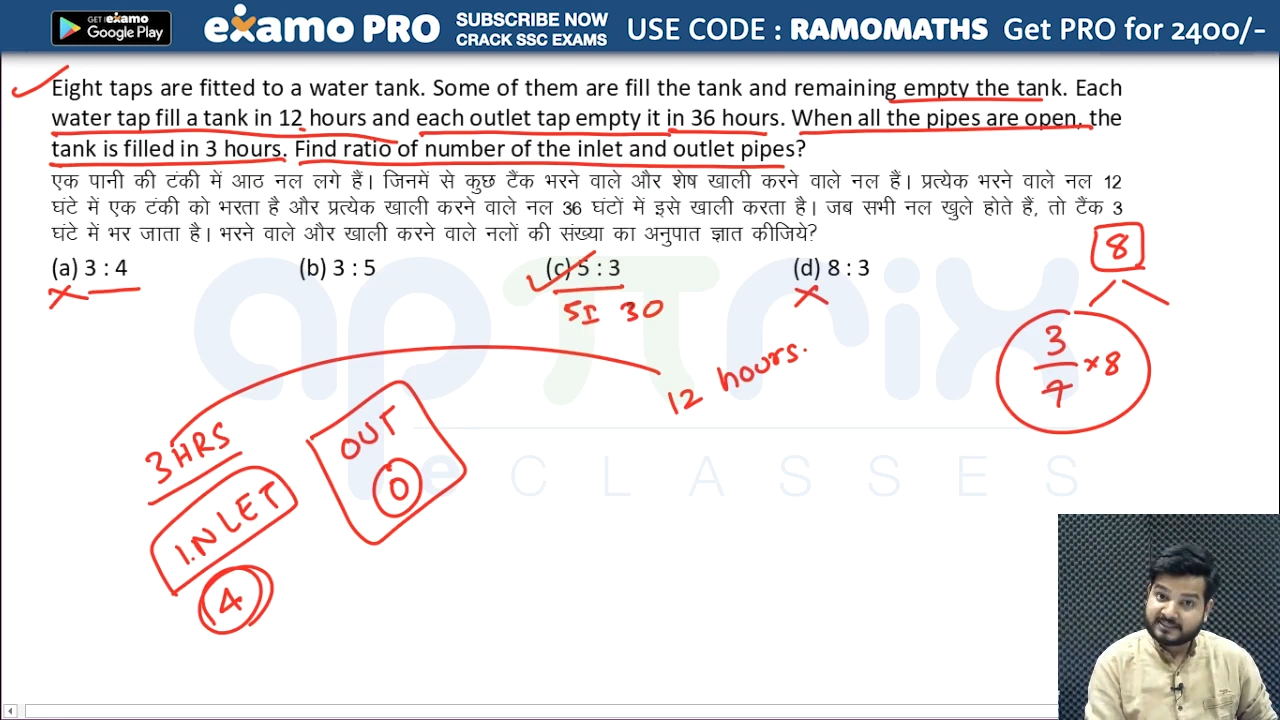 GET IT ON examo
Google Play
examo PRO
SUBSCRIBE NOW
CRACK SSC EXAMS
USE CODE : RAMOMATHS Get PRO for 2400/-
Eight taps are fitted to a water tank. Some of them are fill the tank and remaining empty the tank. Each
water tap fill a tank in 12 hours and each outlet tap empty it in 36 hours. When all the pipes are open, the
tank is filled in 3 hours. Find ratio of number of the inlet and outlet pipes?
एक पानी की टंकी में आठ नल लगे हैं। जिनमें से कुछ टैंक भरने वाले और शेष खाली करने वाले नल हैं। प्रत्येक भरने वाले नल 12
घंटे में एक टंकी को भरता है और प्रत्येक खाली करने वाले नल 36 घंटों में इसे खाली करता है। जब सभी नल खुले होते हैं, तो टैंक 3
घंटे में भर जाता है। भरने वाले और खाली करने वाले नलों की संख्या का अनुपात ज्ञात कीजिये?
8
(a) 3 : 4 (b) 3 : 5 (c) 5 : 3 (d) 8 : 3
5I 3O
3/7 × 8
12 hours.
3 HRS
OUT
0
INLET
4
apπrix
e CLASSES